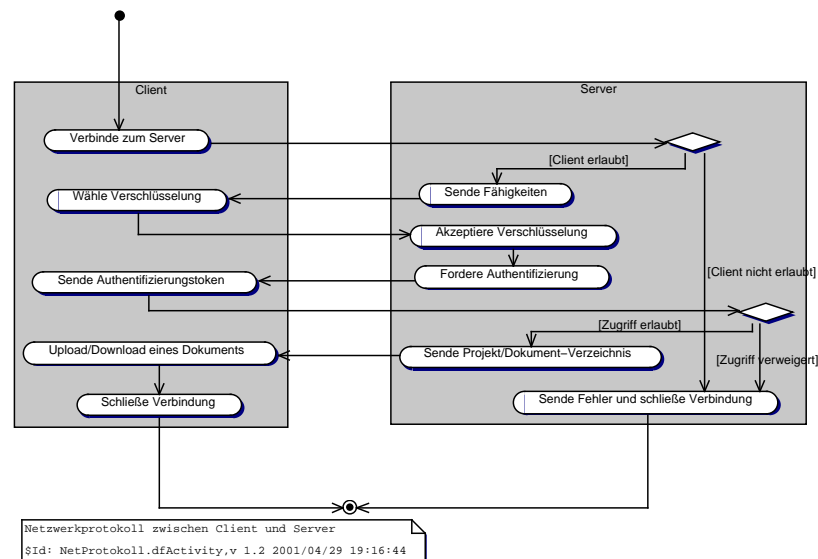 Client
Server
Verbinde zum Server
[Client erlaubt]
Wähle Verschlüsselung
Sende Fähigkeiten
Akzeptiere Verschlüsselung
Sende Authentifizierungstoken
Fordere Authentifizierung
[Client nicht erlaubt]
[Zugriff erlaubt]
Upload/Download eines Dokuments
Sende Projekt/Dokument−Verzeichnis
[Zugriff verweigert]
Schließe Verbindung
Sende Fehler und schließe Verbindung
Netzwerkprotokoll zwischen Client und Server
$Id: NetProtokoll.dfActivity,v 1.2 2001/04/29 19:16:44